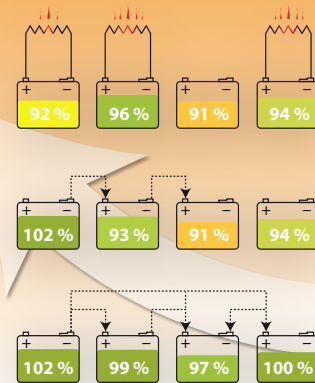 + − + − + − + −
92 % 96 % 91 % 94 %
+ − + − + − + −
102 % 93 % 91 % 94 %
+ − + − + − + −
102 % 99 % 97 % 100 %